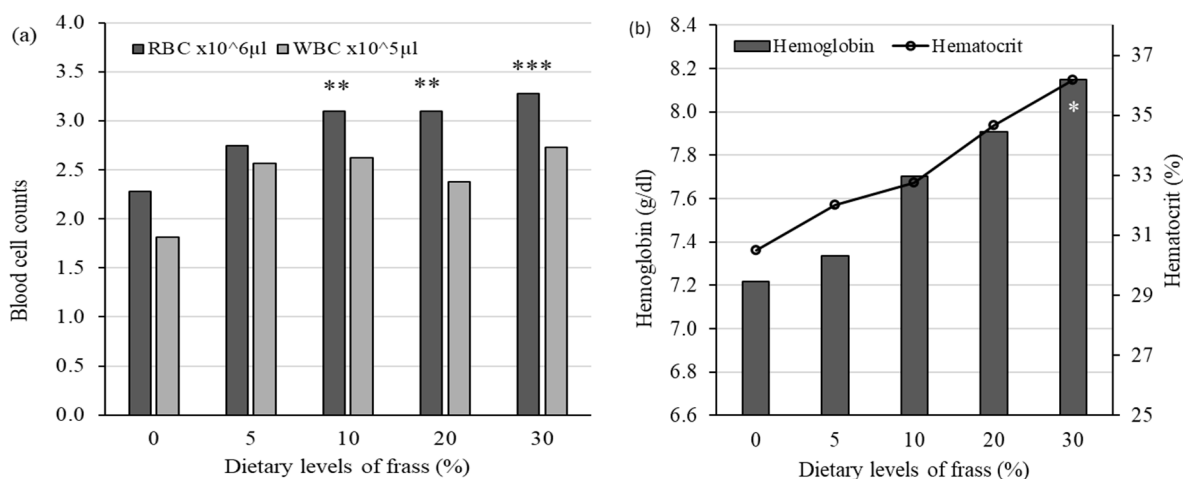 (a)
4.0
3.5
3.0
2.5
2.0
1.5
1.0
0.5
0.0
Blood cell counts
RBC x10^6µl WBC x10^5µl
** ** ***
0 5 10 20 30
Dietary levels of frass (%)
(b)
8.4
8.2
8.0
7.8
7.6
7.4
7.2
7.0
6.8
6.6
Hemoglobin (g/dl)
Hemoglobin Hematocrit
*
37
35
33
31
29
27
25
Hematocrit (%)
0 5 10 20 30
Dietary levels of frass (%)